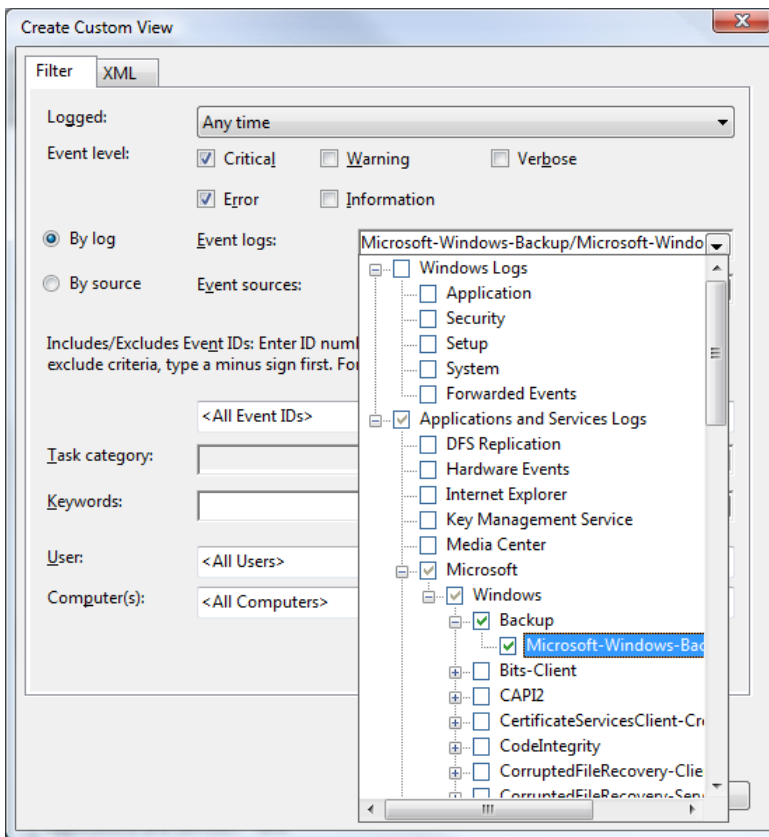 Create Custom View
Filter XML
Logged: Any time
Event level: Critical Warning Verbose
Error Information
By log Event logs: Microsoft-Windows-Backup/Microsoft-Windo
Windows Logs
By source Event sources:
Application
Security
Setup
System
Forwarded Events
Includes/Excludes Event IDs: Enter ID num
exclude criteria, type a minus sign first. Fo
<All Event IDs>
Applications and Services Logs
DFS Replication
Hardware Events
Internet Explorer
Key Management Service
Media Center
Task category:
Keywords:
Microsoft
Windows
Backup
Microsoft-Windows-Bac
Bits-Client
CAPI2
CertificateServicesClient-Cr
CodeIntegrity
CorruptedFileRecovery-Clie
CorruptedFileRecovery-Ser
User: <All Users>
Computer(s): <All Computers>